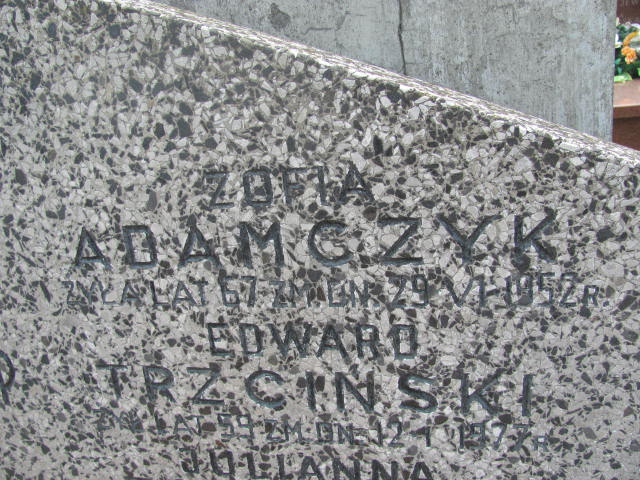 ZOFIA
ADAMCZYK
ŻYŁA LAT 67 ZM. DN. 29-VI-1952 R.
EDWARD
TRZCIŃSKI
ŻYŁ LAT 59 ZM. DN. 12-I-1977 R.
JULIANNA